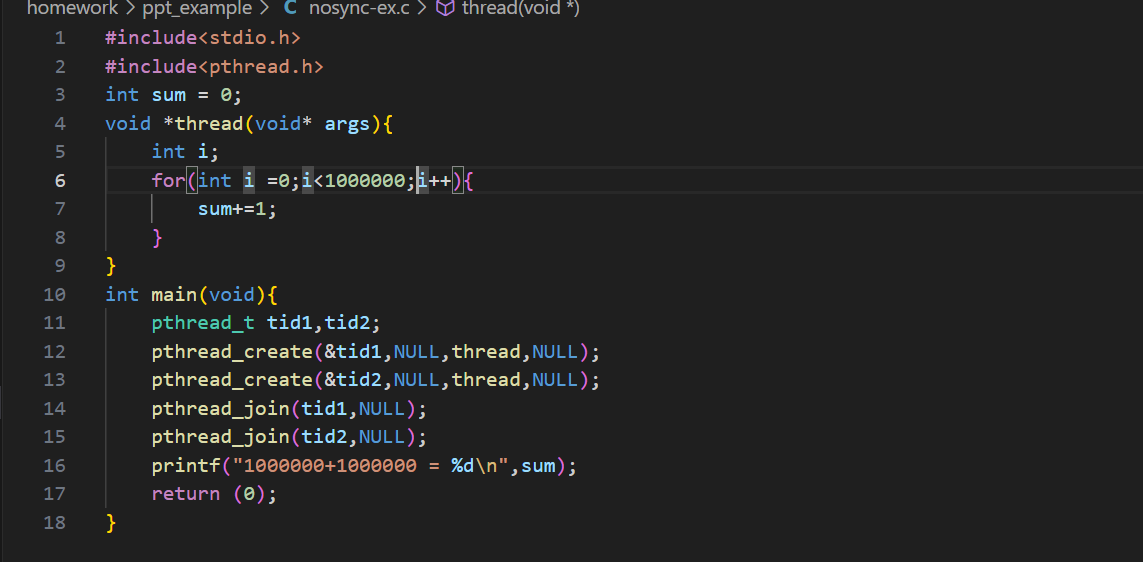 homework > ppt_example > C nosync-ex.c > thread(void *)
1 #include<stdio.h>
2 #include<pthread.h>
3 int sum = 0;
4 void *thread(void* args){
5 int i;
6 for(int i =0;i<1000000;i++){
7 sum+=1;
8 }
9 }
10 int main(void){
11 pthread_t tid1,tid2;
12 pthread_create(&tid1,NULL,thread,NULL);
13 pthread_create(&tid2,NULL,thread,NULL);
14 pthread_join(tid1,NULL);
15 pthread_join(tid2,NULL);
16 printf("1000000+1000000 = %d\n",sum);
17 return (0);
18 }